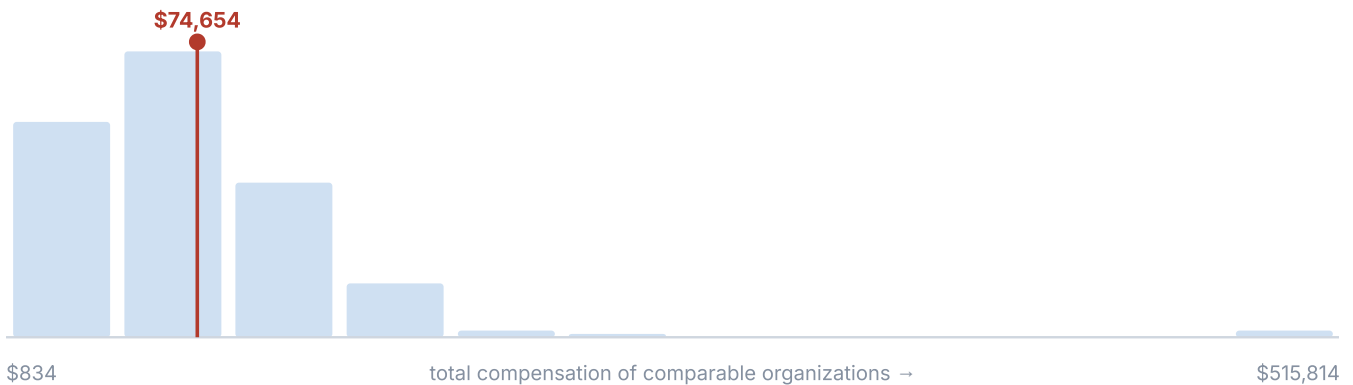 $74,654
$834 total compensation of comparable organizations → $515,814